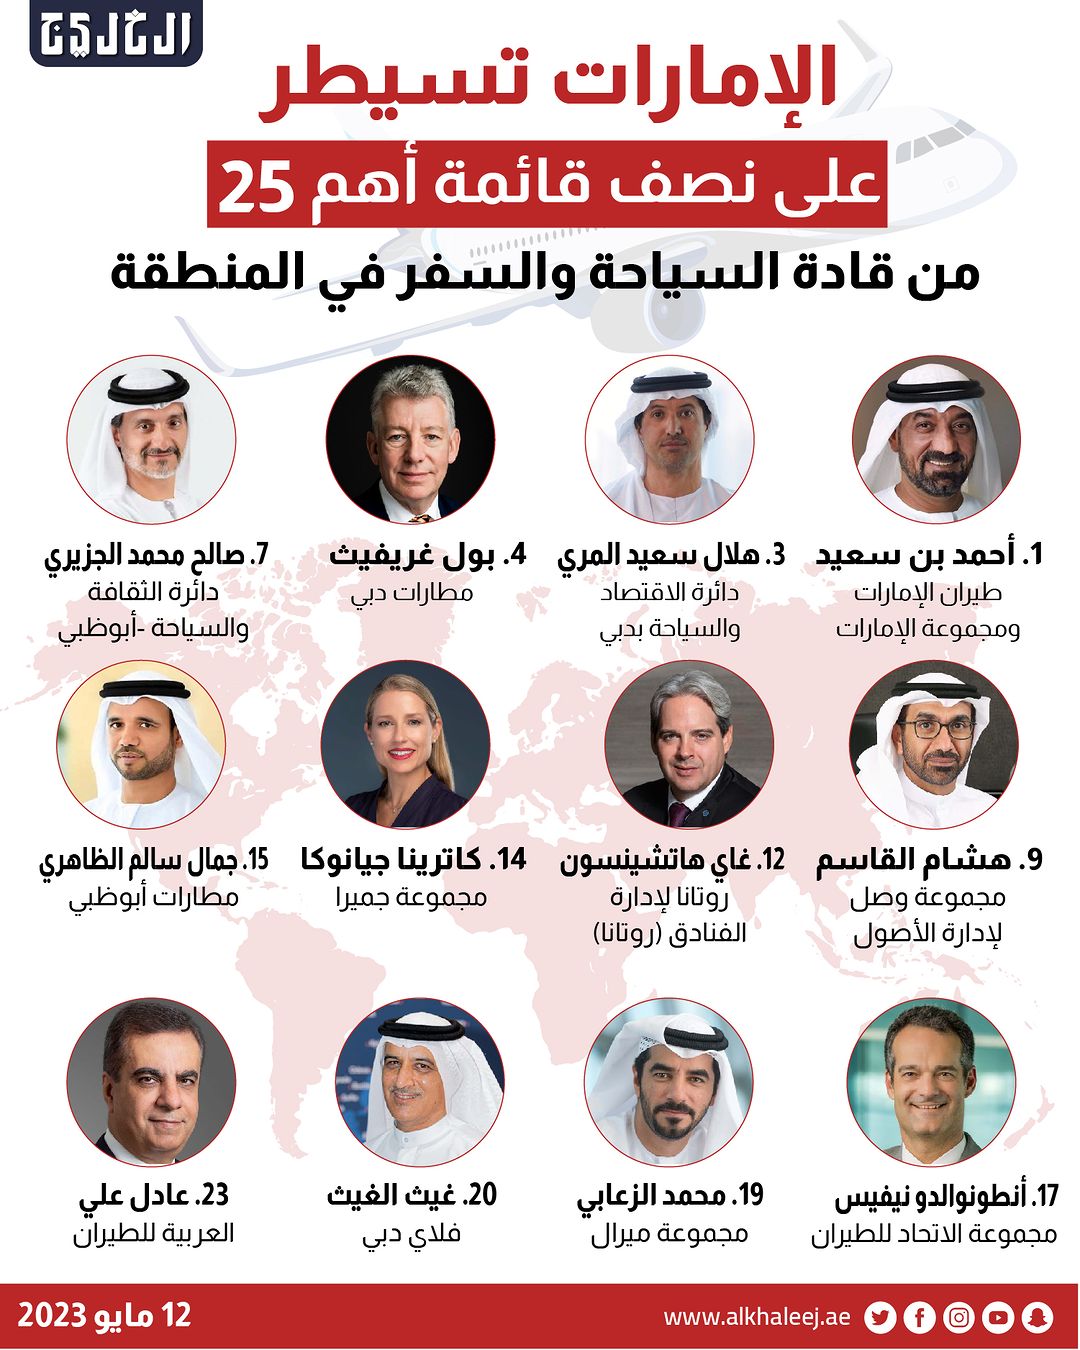 الخليج
الإمارات تسيطر
على نصف قائمة أهم 25
من قادة السياحة والسفر في المنطقة
1. أحمد بن سعيد
طيران الإمارات
ومجموعة الإمارات
3. هلال سعيد المري
دائرة الاقتصاد
والسياحة بدبي
4. بول غريفيث
مطارات دبي
7. صالح محمد الجزيري
دائرة الثقافة
والسياحة -أبوظبي
9. هشام القاسم
مجموعة وصل
لإدارة الأصول
12. غاي هاتشينسون
روتانا لإدارة
الفنادق (روتانا)
14. كاترينا جيانوكا
مجموعة جميرا
15. جمال سالم الظاهري
مطارات أبوظبي
17. أنطونوالدو نيفيس
مجموعة الاتحاد للطيران
19. محمد الزعابي
مجموعة ميرال
20. غيث الغيث
فلاي دبي
23. عادل علي
العربية للطيران
www.alkhaleej.ae
12 مايو 2023